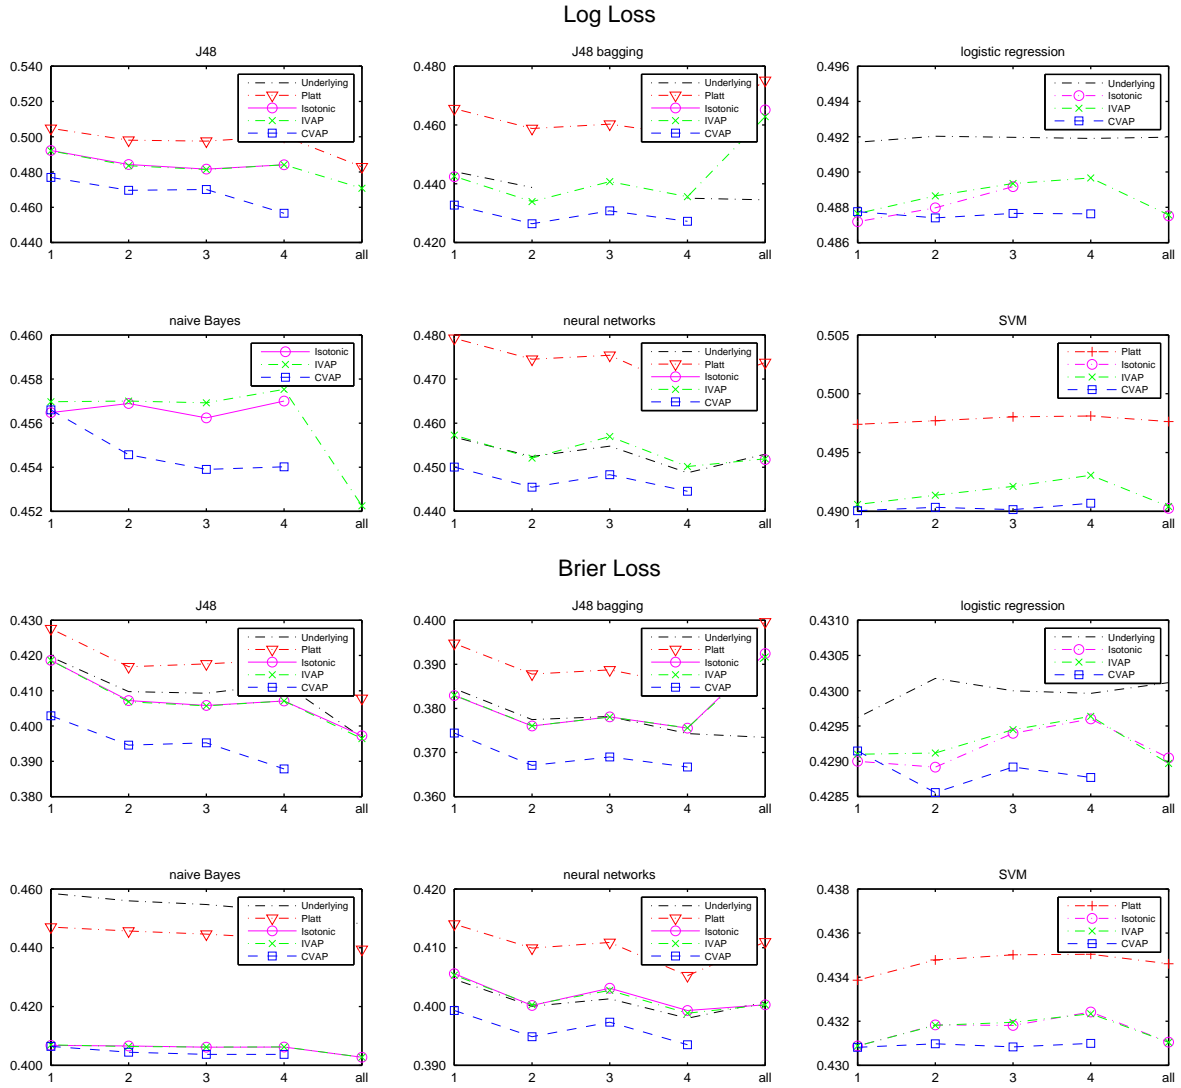 Log Loss
J48
0.540
0.520
0.500
0.480
0.460
0.440
1 2 3 4 all
Underlying
Platt
Isotonic
IVAP
CVAP
J48 bagging
0.480
0.460
0.440
0.420
1 2 3 4 all
Underlying
Platt
Isotonic
IVAP
CVAP
logistic regression
0.496
0.494
0.492
0.490
0.488
0.486
1 2 3 4 all
Underlying
Isotonic
IVAP
CVAP
naive Bayes
0.460
0.458
0.456
0.454
0.452
1 2 3 4 all
Isotonic
IVAP
CVAP
neural networks
0.480
0.470
0.460
0.450
0.440
1 2 3 4 all
Underlying
Platt
Isotonic
IVAP
CVAP
SVM
0.505
0.500
0.495
0.490
1 2 3 4 all
Platt
Isotonic
IVAP
CVAP
Brier Loss
J48
0.430
0.420
0.410
0.400
0.390
0.380
1 2 3 4 all
Underlying
Platt
Isotonic
IVAP
CVAP
J48 bagging
0.400
0.390
0.380
0.370
0.360
1 2 3 4 all
Underlying
Platt
Isotonic
IVAP
CVAP
logistic regression
0.4310
0.4305
0.4300
0.4295
0.4290
0.4285
1 2 3 4 all
Underlying
Isotonic
IVAP
CVAP
naive Bayes
0.460
0.440
0.420
0.400
1 2 3 4 all
Underlying
Platt
Isotonic
IVAP
CVAP
neural networks
0.420
0.410
0.400
0.390
1 2 3 4 all
Underlying
Platt
Isotonic
IVAP
CVAP
SVM
0.438
0.436
0.434
0.432
0.430
1 2 3 4 all
Platt
Isotonic
IVAP
CVAP